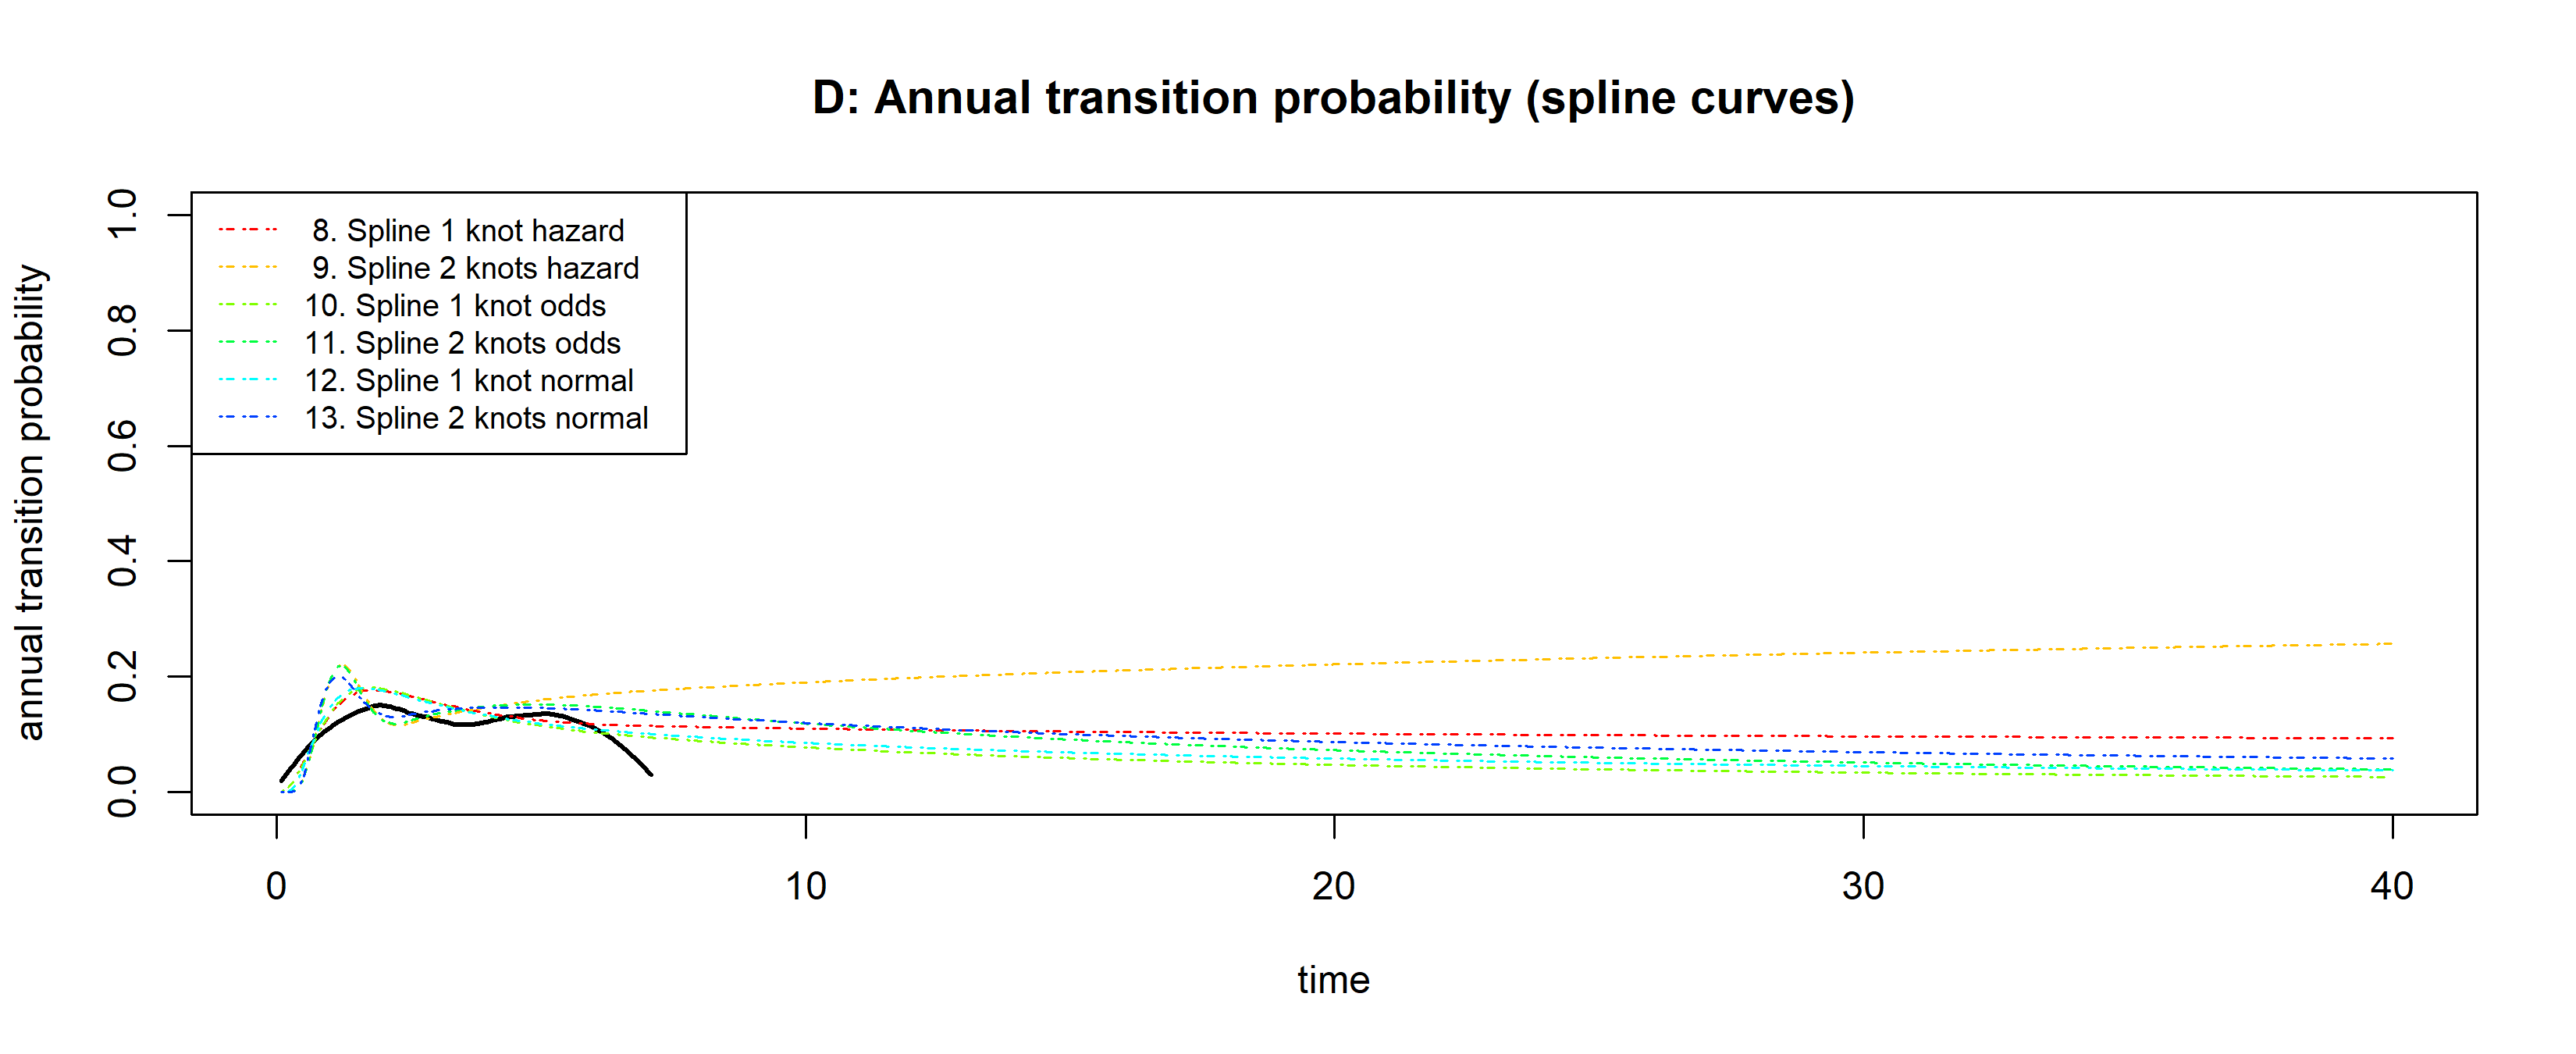 D: Annual transition probability (spline curves)
annual transition probability
1.0
0.8
0.6
0.4
0.2
0.0
8. Spline 1 knot hazard
9. Spline 2 knots hazard
10. Spline 1 knot odds
11. Spline 2 knots odds
12. Spline 1 knot normal
13. Spline 2 knots normal
0 10 20 30 40
time